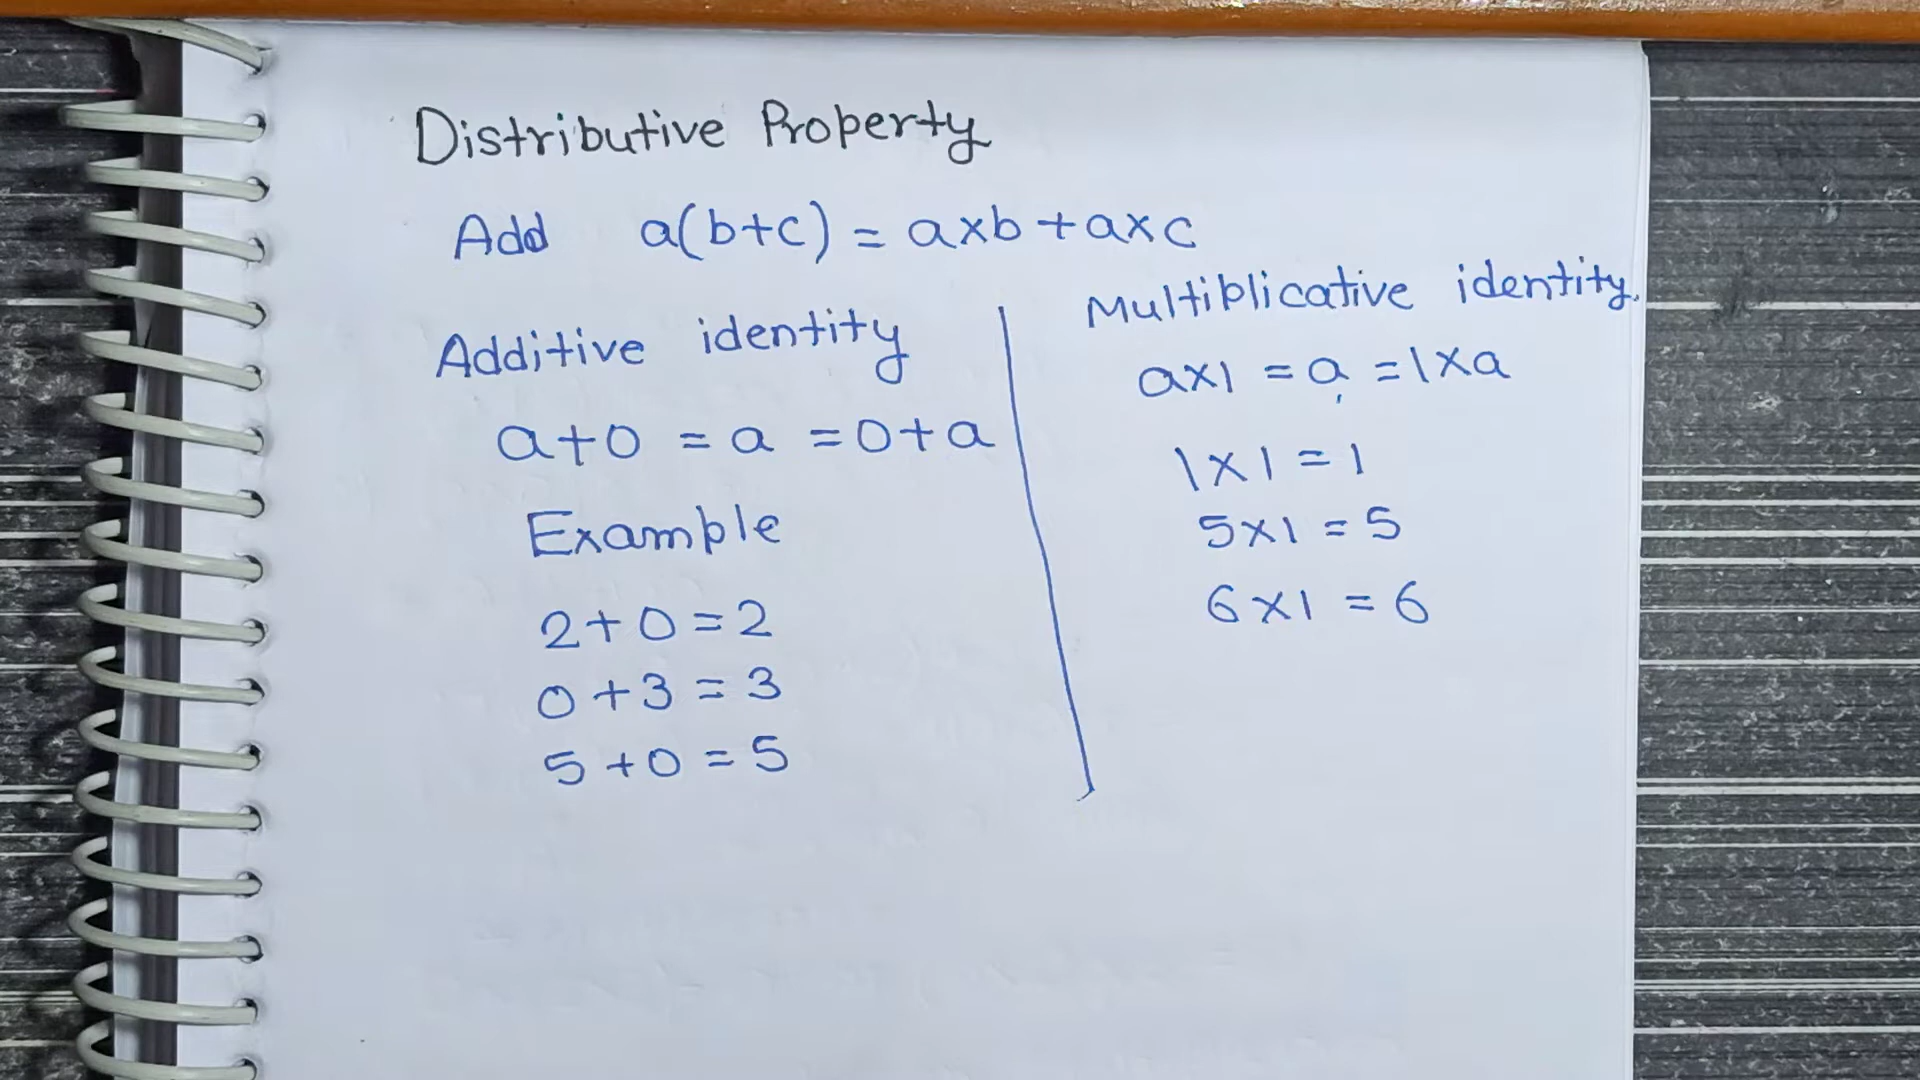 Distributive Property
Add a(b+c) = axb + axc
Additive identity
a+0 = a = 0+a
Example
2+0=2
0+3=3
5+0=5
Multiplicative identity.
ax1 = a = 1xa
1x1=1
5x1=5
6x1=6